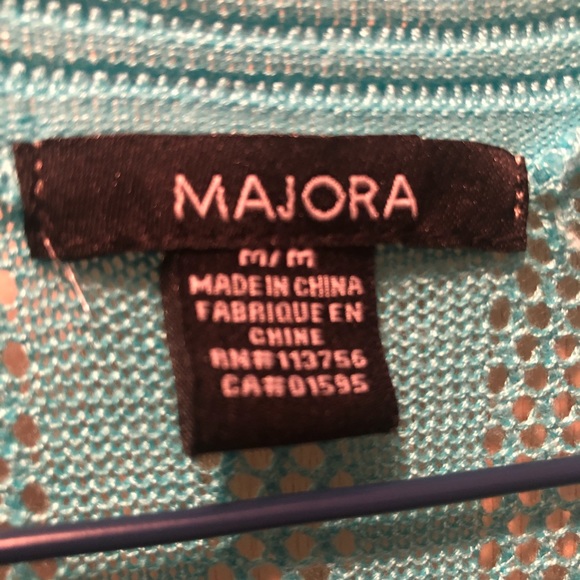 MAJORA
M/M
MADE IN CHINA
FABRIQUE EN
CHINE
RN#113756
CA#01595